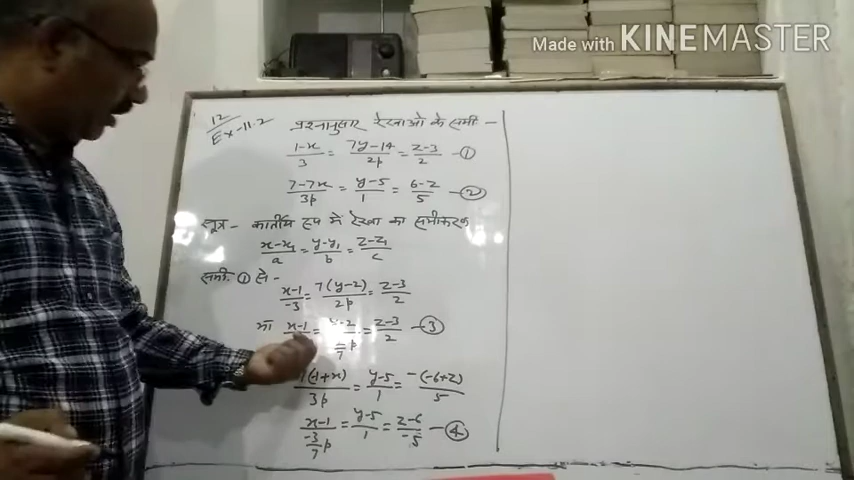 Made with KINEMASTER
12
Ex-11.2
प्रश्नानुसार रेखाओ के समी -
1-x/3 = 7y-14/2p = z-3/2 -①
7-7x/3p = y-5/1 = 6-z/5 -②
सूत्र- कार्तीय रूप में रेखा का समीकरण
x-x₁/a = y-y₁/b = z-z₁/c
समी. ① से -
x-1/-3 = 7(y-2)/2p = z-3/2
या x-1 = y-2/ /7 p = z-3/2 -③
(-1+x)/3p = y-5/1 = -(-6+z)/5
x-1/-3/7 p = y-5/1 = z-6/-5 -④